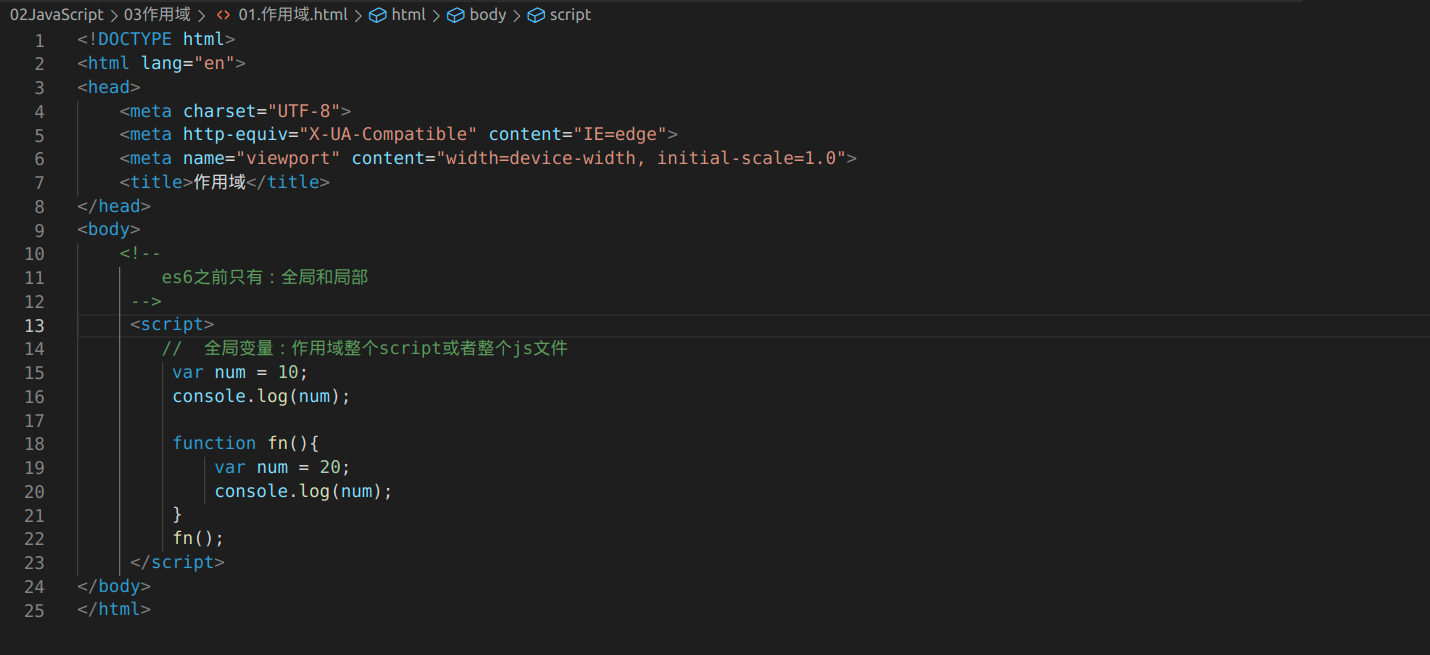 02JavaScript > 03作用域 > <> 01.作用域.html > html > body > script
1 <!DOCTYPE html>
2 <html lang="en">
3 <head>
4     <meta charset="UTF-8">
5     <meta http-equiv="X-UA-Compatible" content="IE=edge">
6     <meta name="viewport" content="width=device-width, initial-scale=1.0">
7     <title>作用域</title>
8 </head>
9 <body>
10     <!--
11         es6之前只有：全局和局部
12      -->
13      <script>
14         //  全局变量：作用域整个script或者整个js文件
15          var num = 10;
16          console.log(num);
17
18          function fn(){
19              var num = 20;
20              console.log(num);
21          }
22          fn();
23      </script>
24 </body>
25 </html>